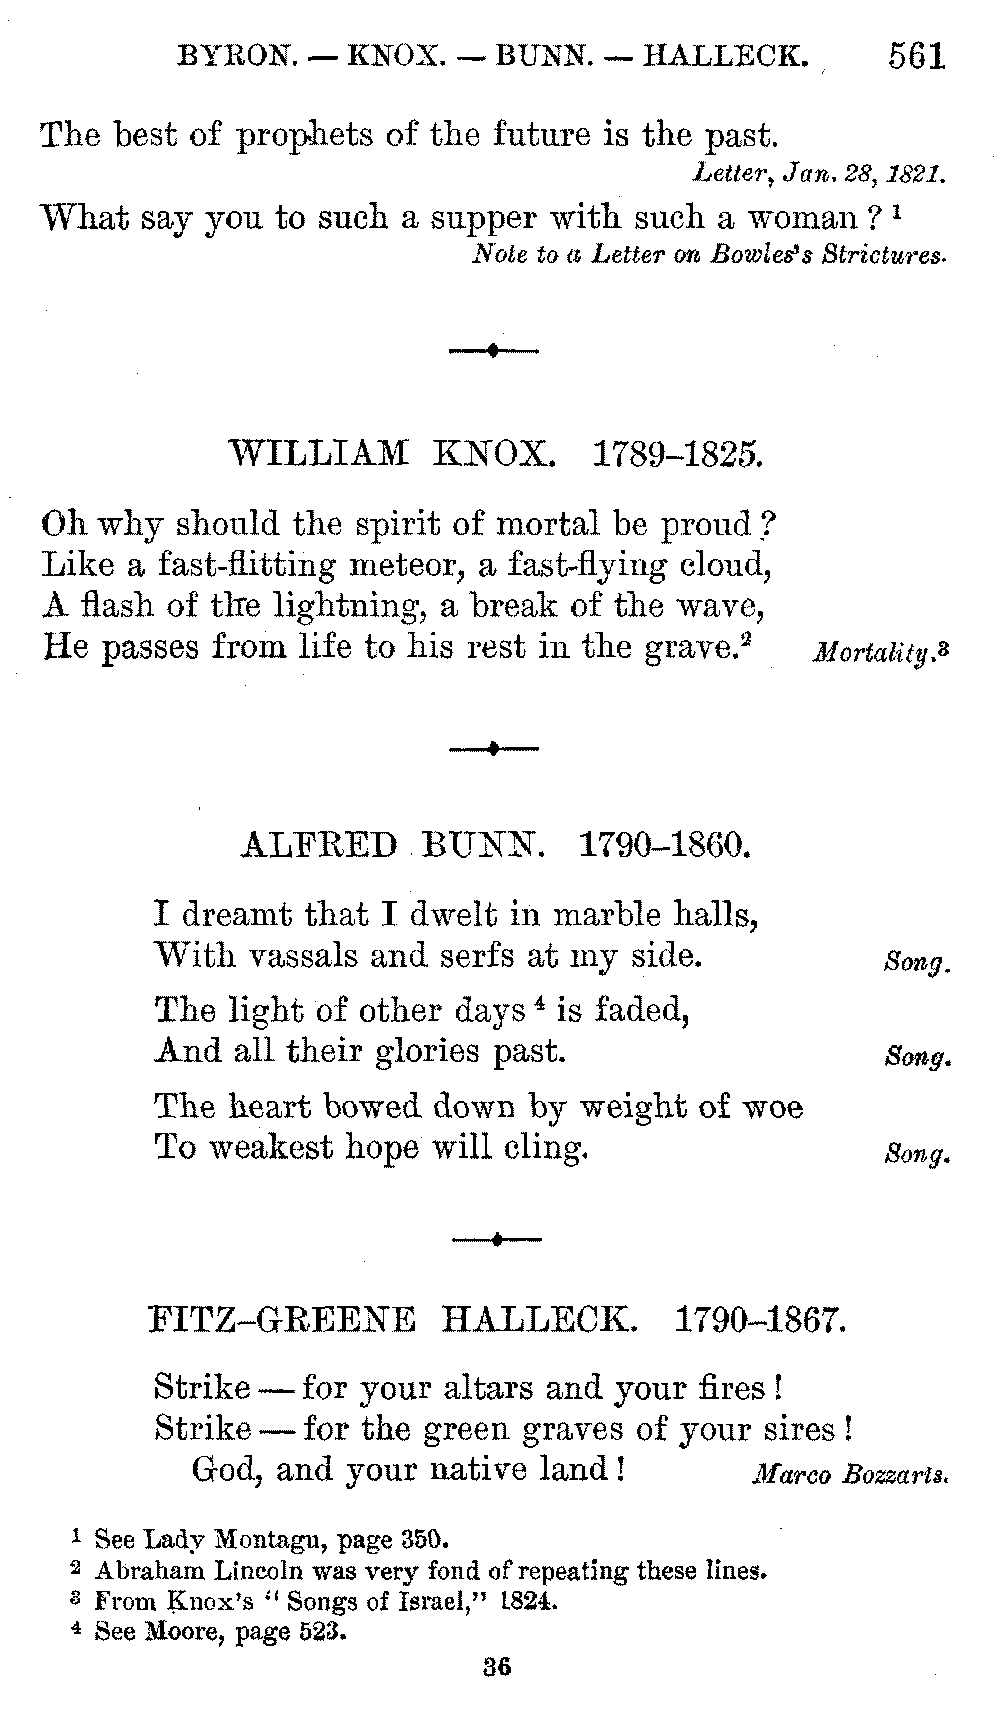 BYRON. — KNOX. — BUNN. — HALLECK. 561
The best of prophets of the future is the past.
Letter, Jan. 28, 1821.
What say you to such a supper with such a woman ? ¹
Note to a Letter on Bowles's Strictures.
WILLIAM KNOX. 1789–1825.
Oh why should the spirit of mortal be proud ?
Like a fast-flitting meteor, a fast-flying cloud,
A flash of the lightning, a break of the wave,
He passes from life to his rest in the grave.² Mortality.³
ALFRED BUNN. 1790–1860.
I dreamt that I dwelt in marble halls,
With vassals and serfs at my side. Song.
The light of other days ⁴ is faded,
And all their glories past. Song.
The heart bowed down by weight of woe
To weakest hope will cling. Song.
FITZ-GREENE HALLECK. 1790–1867.
Strike — for your altars and your fires !
Strike — for the green graves of your sires !
God, and your native land ! Marco Bozzaris.
¹ See Lady Montagu, page 350.
² Abraham Lincoln was very fond of repeating these lines.
³ From Knox's “ Songs of Israel,” 1824.
⁴ See Moore, page 523.
36